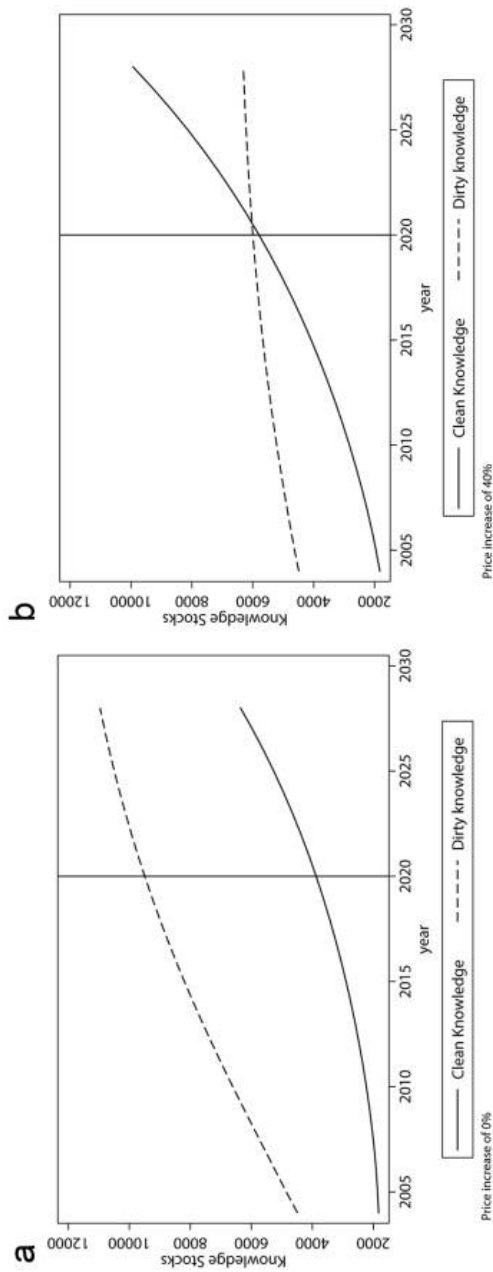 a
Knowledge Stocks
12000
10000
8000
6000
4000
2000
2005
2010
2015
2020
2025
2030
year
Clean Knowledge
Dirty knowledge
Price increase of 0%
b
Knowledge Stocks
12000
10000
8000
6000
4000
2000
2005
2010
2015
2020
2025
2030
year
Clean Knowledge
Dirty knowledge
Price increase of 40%